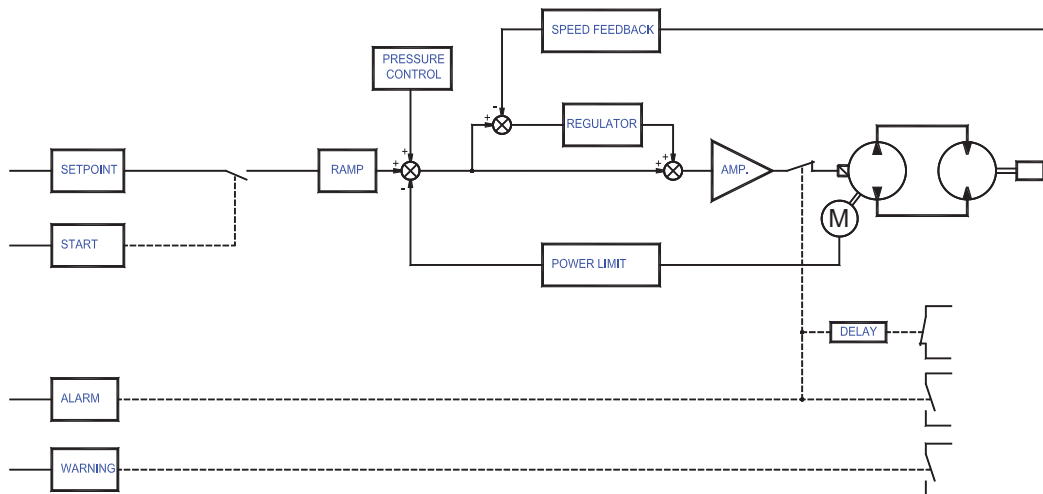 SPEED FEEDBACK
PRESSURE
CONTROL
-
+
REGULATOR
+
+
SETPOINT
RAMP
+
-
+
AMP.
START
M
POWER LIMIT
DELAY
ALARM
WARNING